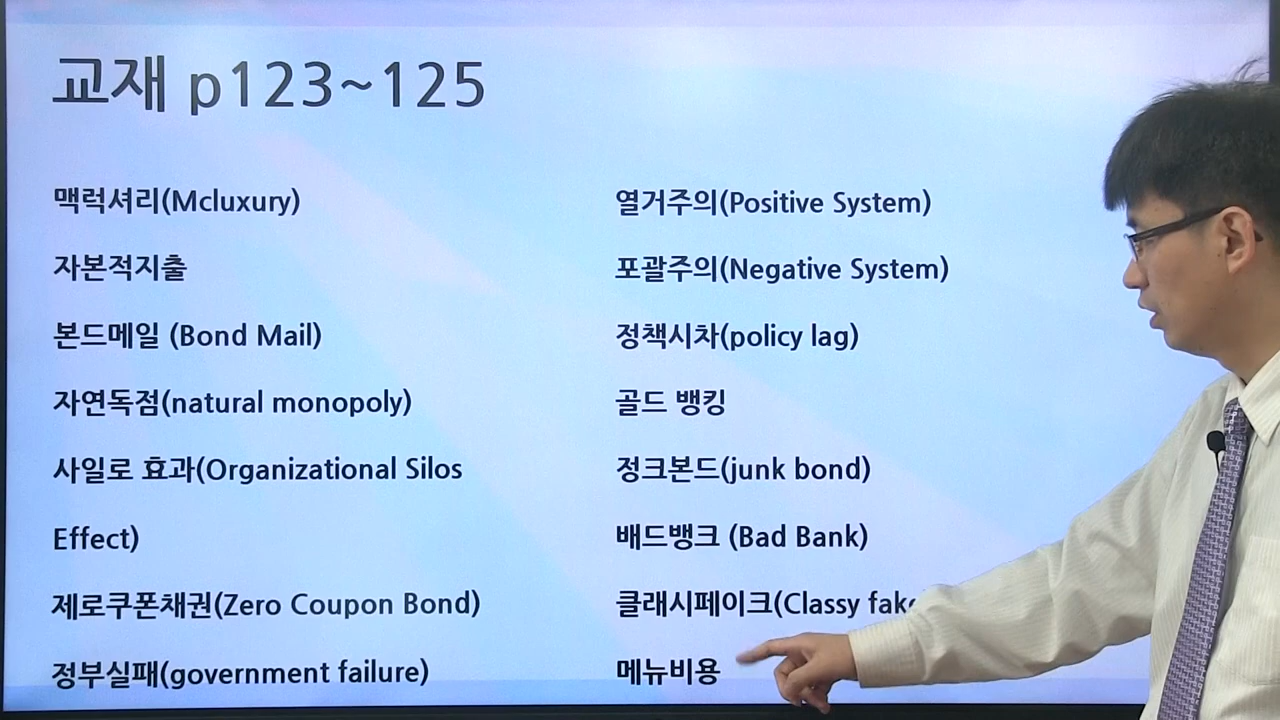 교재 p123~125
맥럭셔리(Mcluxury)
자본적지출
본드메일 (Bond Mail)
자연독점(natural monopoly)
사일로 효과(Organizational Silos
Effect)
제로쿠폰채권(Zero Coupon Bond)
정부실패(government failure)
열거주의(Positive System)
포괄주의(Negative System)
정책시차(policy lag)
골드 뱅킹
정크본드(junk bond)
배드뱅크 (Bad Bank)
클래시페이크(Classy fake
메뉴비용